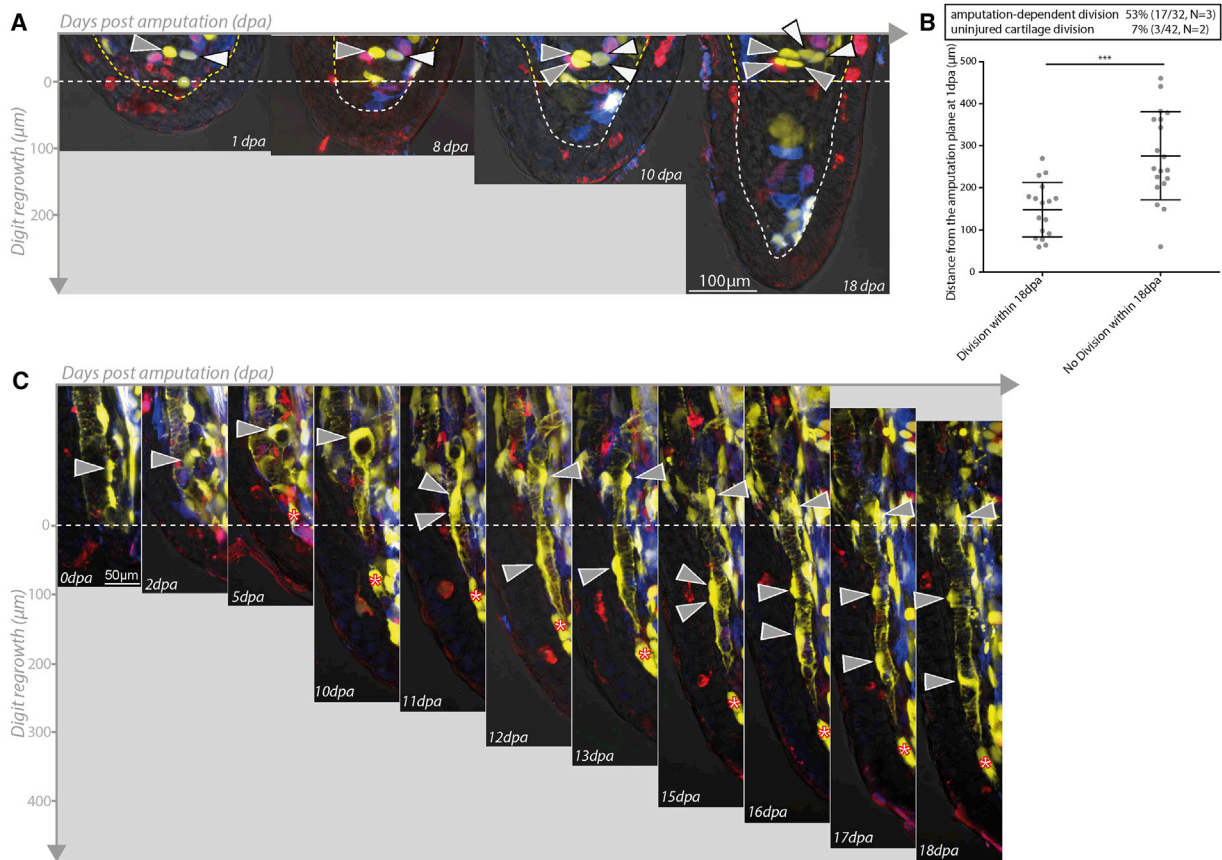 A
Days post amputation (dpa)
Digit regrowth (μm)
0
100
200
1 dpa
8 dpa
10 dpa
100μm
18 dpa
B
amputation-dependent division 53% (17/32, N=3)
uninjured cartilage division 7% (3/42, N=2)
Distance from the amputation plane at 1dpa (μm)
500
400
300
200
100
0
***
Division within 18dpa
No Division within 18dpa
C
Days post amputation (dpa)
Digit regrowth (μm)
0
100
200
300
400
0dpa
50μm
2dpa
5dpa
*
10dpa
*
11dpa
*
12dpa
*
13dpa
*
15dpa
*
16dpa
*
17dpa
*
18dpa
*